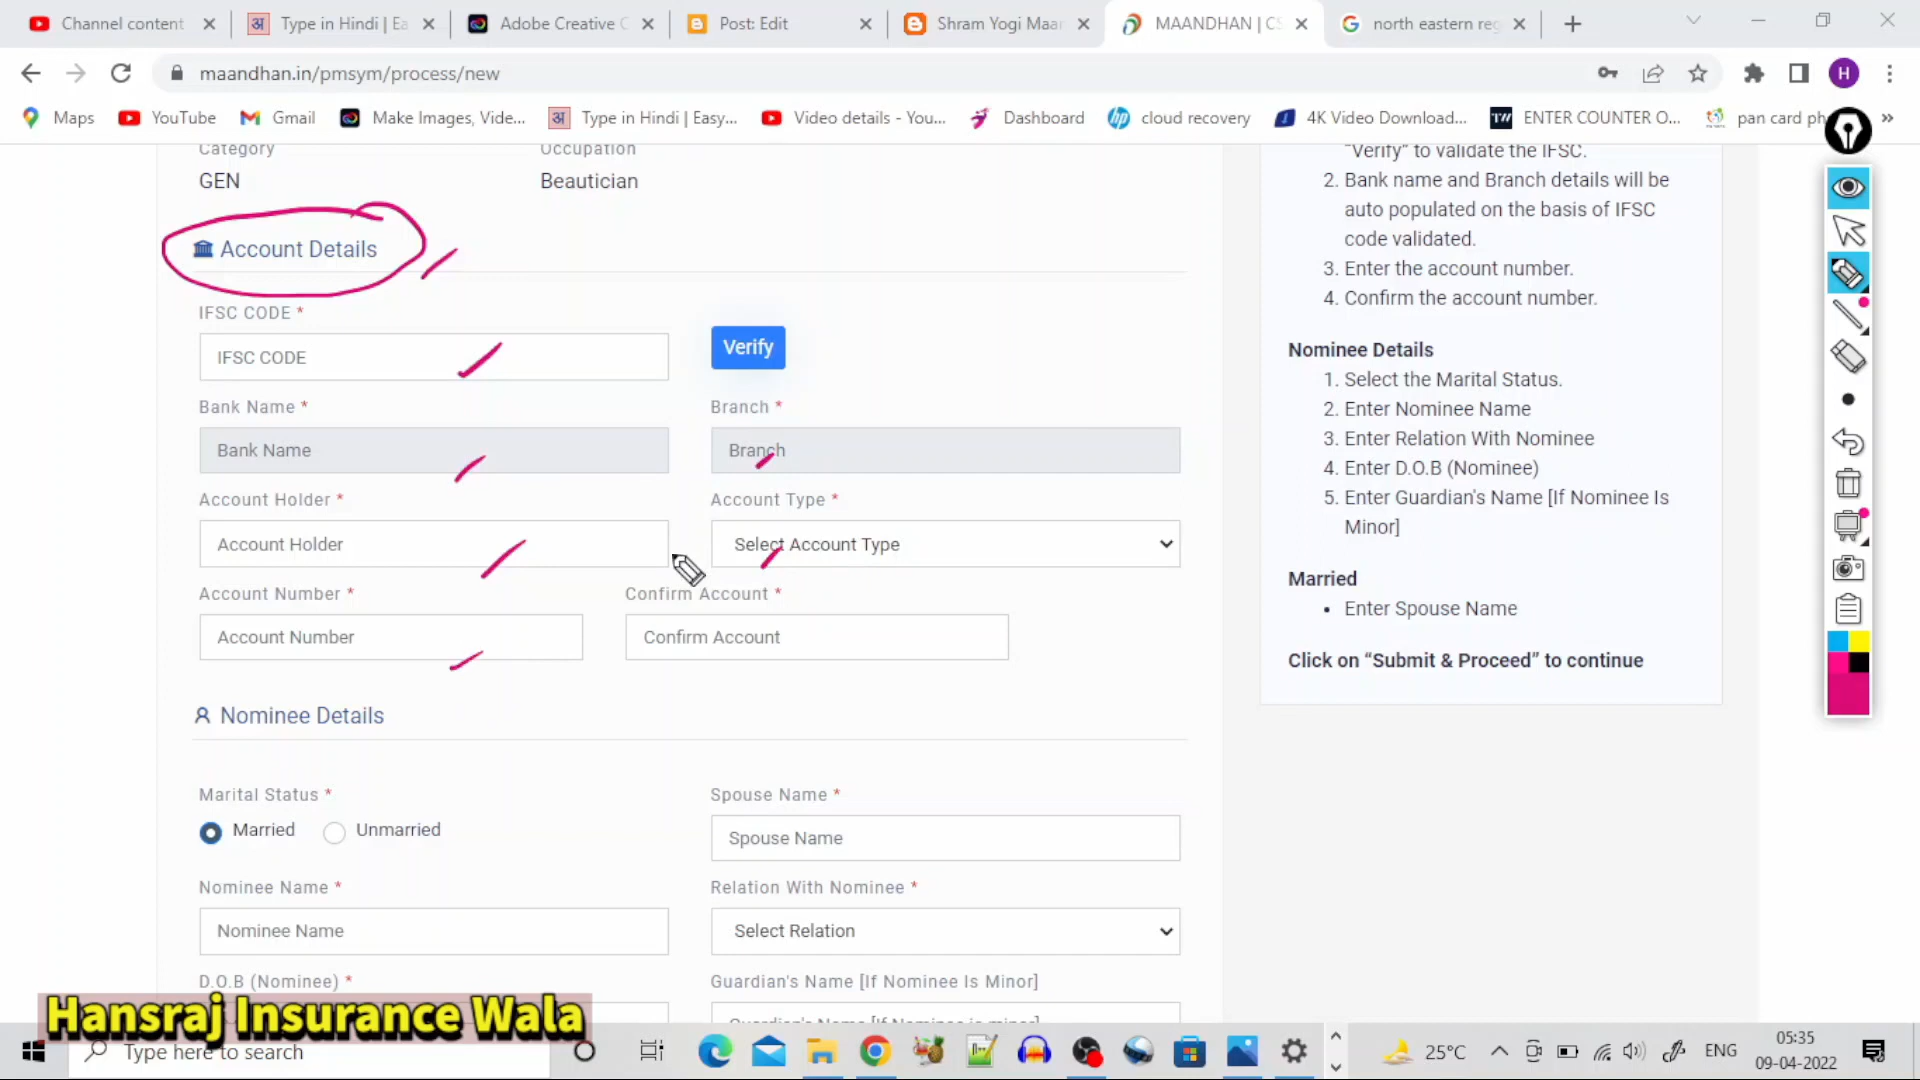 Channel content
Type in Hindi | Ea
Adobe Creative C
Post: Edit
Shram Yogi Maan
MAANDHAN | CS
north eastern reg
maandhan.in/pmsym/process/new
H
Maps
YouTube
Gmail
Make Images, Vide...
Type in Hindi | Easy...
Video details - You...
Dashboard
cloud recovery
4K Video Download...
ENTER COUNTER O...
pan card ph
Category
Occupation
GEN
Beautician
Account Details
IFSC CODE *
IFSC CODE
Verify
Bank Name *
Branch *
Bank Name
Branch
Account Holder *
Account Type *
Account Holder
Select Account Type
Account Number *
Confirm Account *
Account Number
Confirm Account
Nominee Details
Marital Status *
Spouse Name *
Married
Unmarried
Spouse Name
Nominee Name *
Relation With Nominee *
Nominee Name
Select Relation
D.O.B (Nominee) *
Guardian's Name [If Nominee Is Minor]
Guardian's Name [If Nominee is minor]
"Verify" to validate the IFSC.
2. Bank name and Branch details will be
auto populated on the basis of IFSC
code validated.
3. Enter the account number.
4. Confirm the account number.
Nominee Details
1. Select the Marital Status.
2. Enter Nominee Name
3. Enter Relation With Nominee
4. Enter D.O.B (Nominee)
5. Enter Guardian's Name [If Nominee Is
Minor]
Married
• Enter Spouse Name
Click on “Submit & Proceed” to continue
Hansraj Insurance Wala
Type here to search
25°C
ENG
05:35
09-04-2022